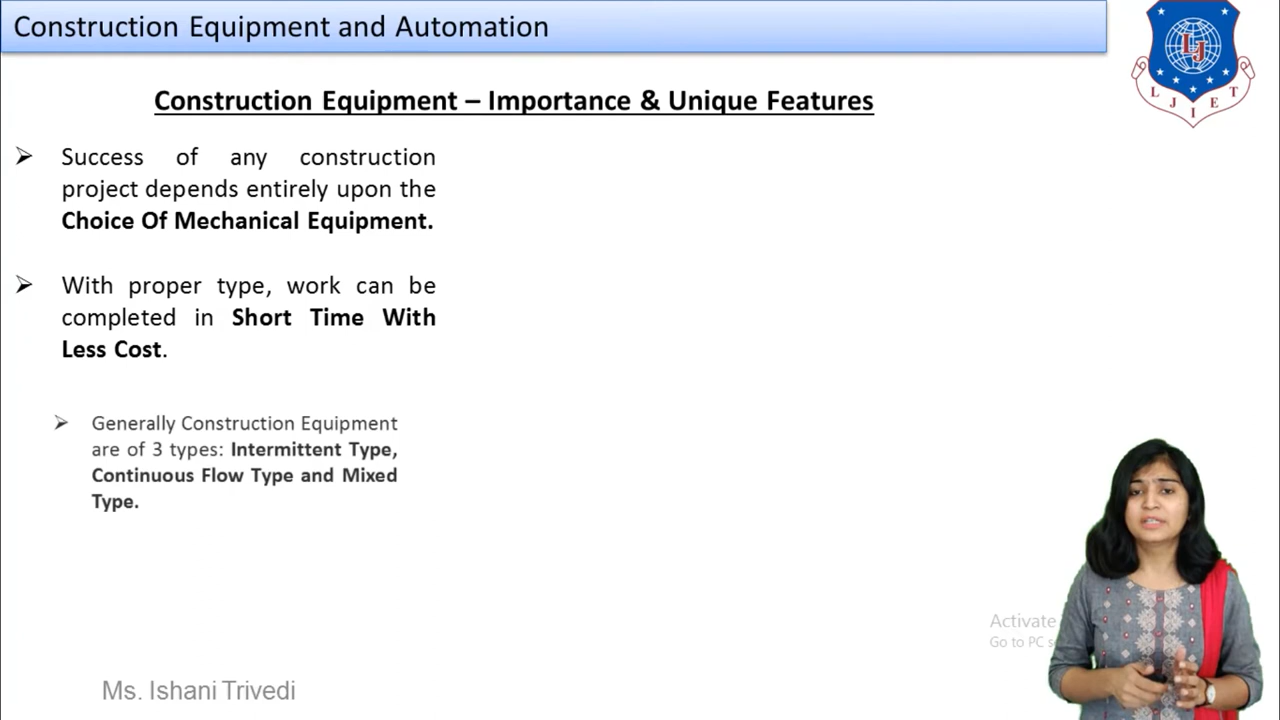 Construction Equipment and Automation
LJ
L J I E T
Construction Equipment – Importance & Unique Features
➢ Success of any construction
project depends entirely upon the
Choice Of Mechanical Equipment.
➢ With proper type, work can be
completed in Short Time With
Less Cost.
➢ Generally Construction Equipment
are of 3 types: Intermittent Type,
Continuous Flow Type and Mixed
Type.
Activate
Go to PC
Ms. Ishani Trivedi